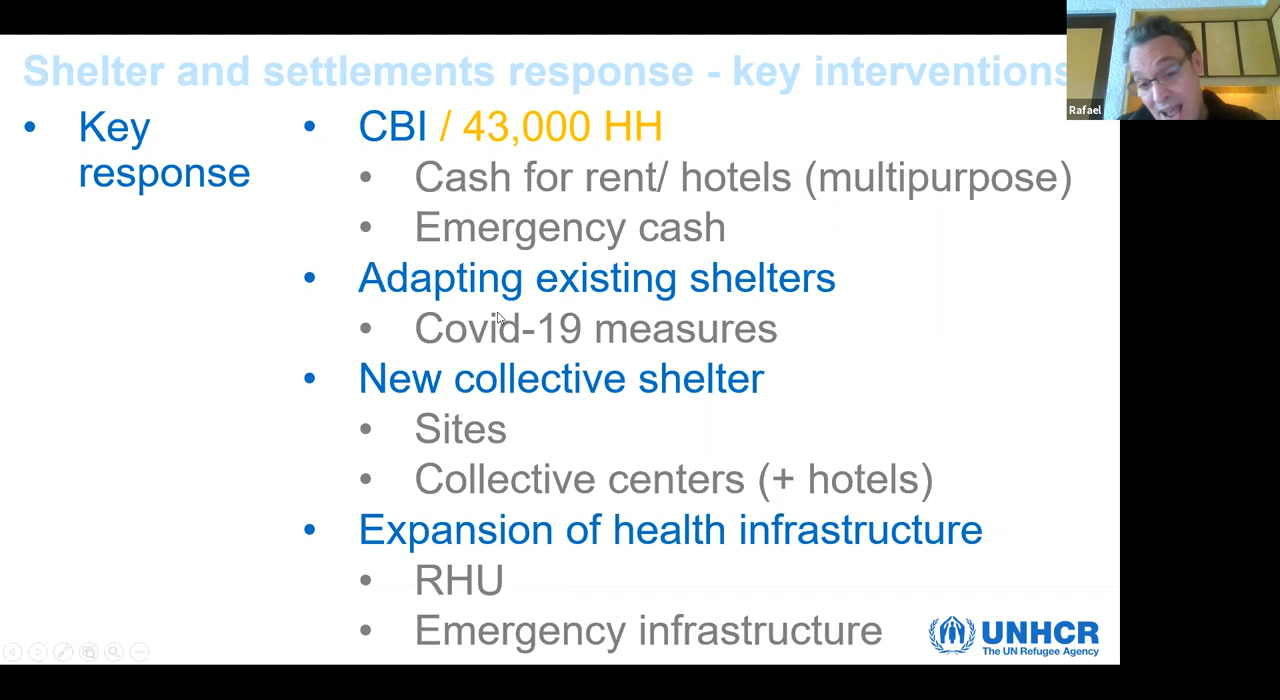 Shelter and settlements response - key interventions
Rafael
• Key
response
• CBI / 43,000 HH
• Cash for rent/ hotels (multipurpose)
• Emergency cash
• Adapting existing shelters
• Covid-19 measures
• New collective shelter
• Sites
• Collective centers (+ hotels)
• Expansion of health infrastructure
• RHU
• Emergency infrastructure
UNHCR
The UN Refugee Agency